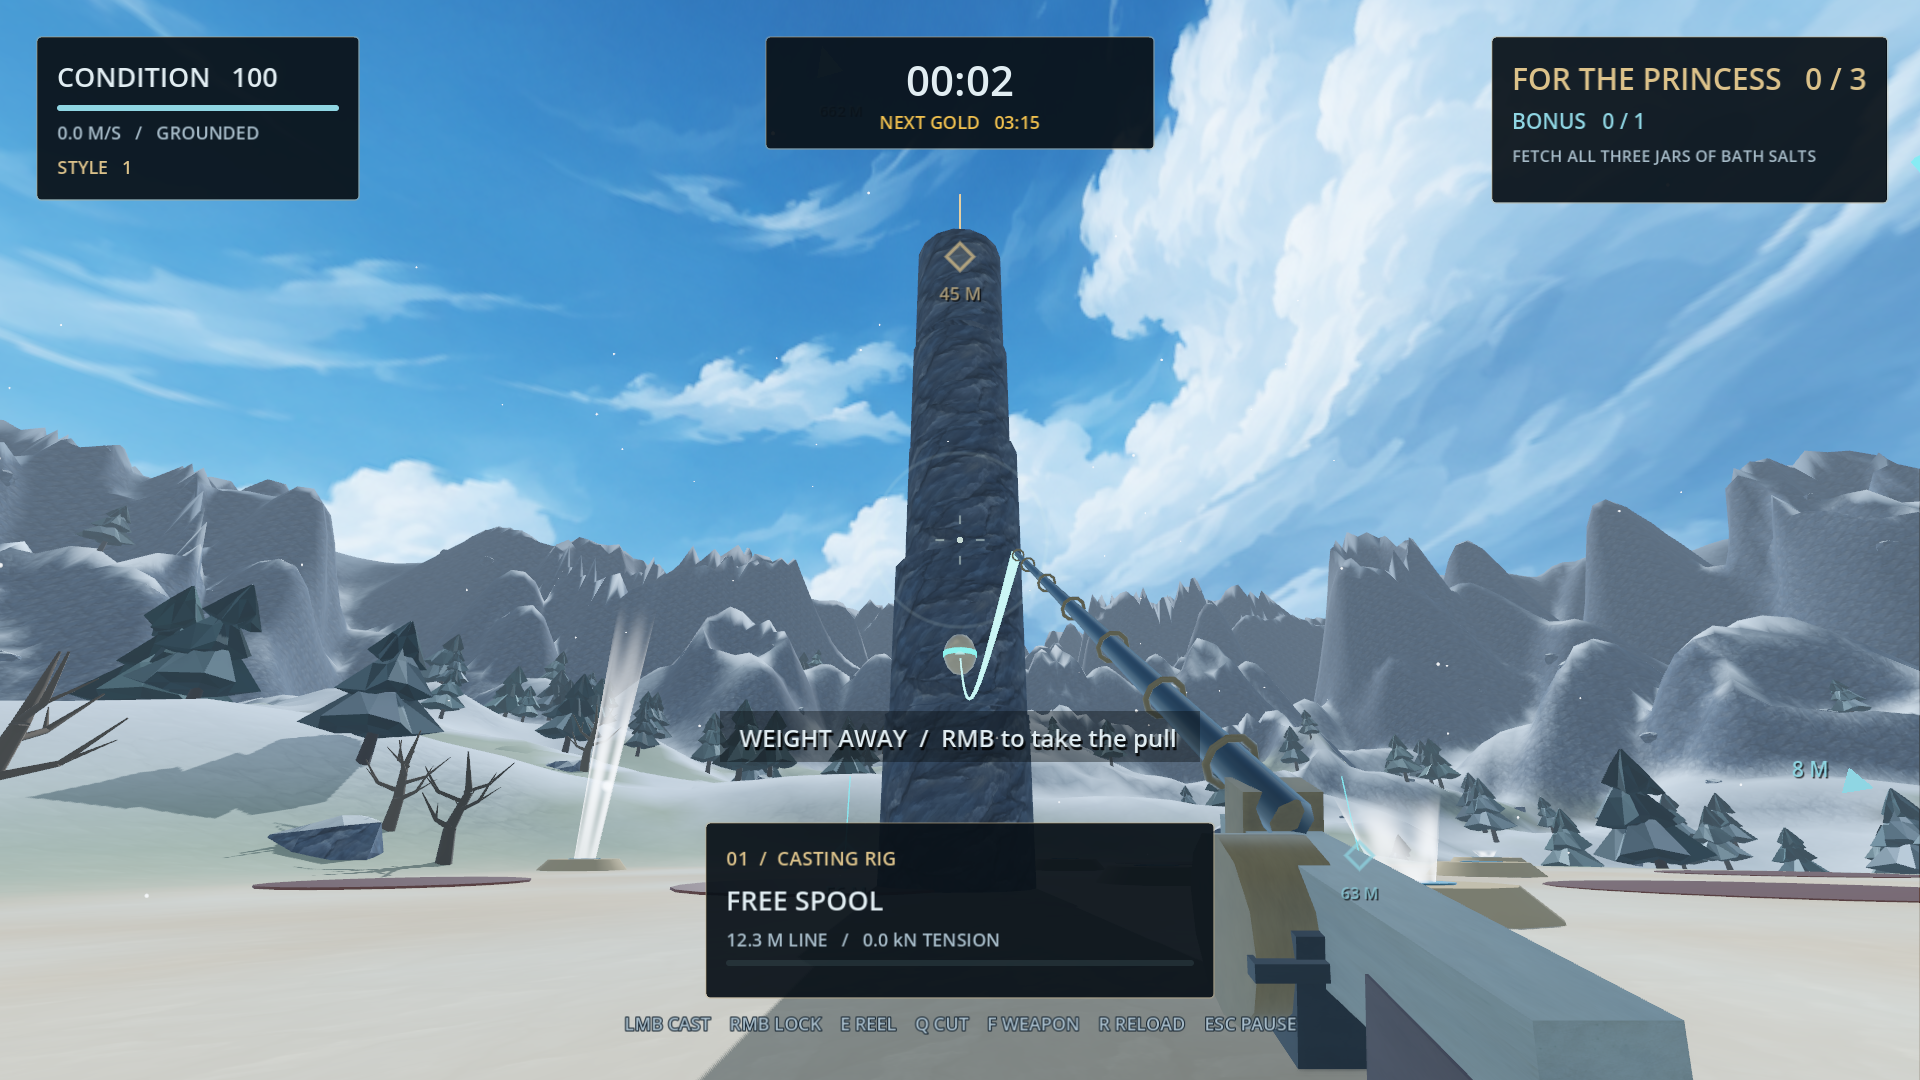 CONDITION 100
0.0 M/S / GROUNDED
STYLE 1
00:02
NEXT GOLD 03:15
FOR THE PRINCESS 0 / 3
BONUS 0 / 1
FETCH ALL THREE JARS OF BATH SALTS
45 M
WEIGHT AWAY / RMB to take the pull
8 M
01 / CASTING RIG
FREE SPOOL
12.3 M LINE / 0.0 kN TENSION
63 M
LMB CAST RMB LOCK E REEL Q CUT F WEAPON R RELOAD ESC PAUSE